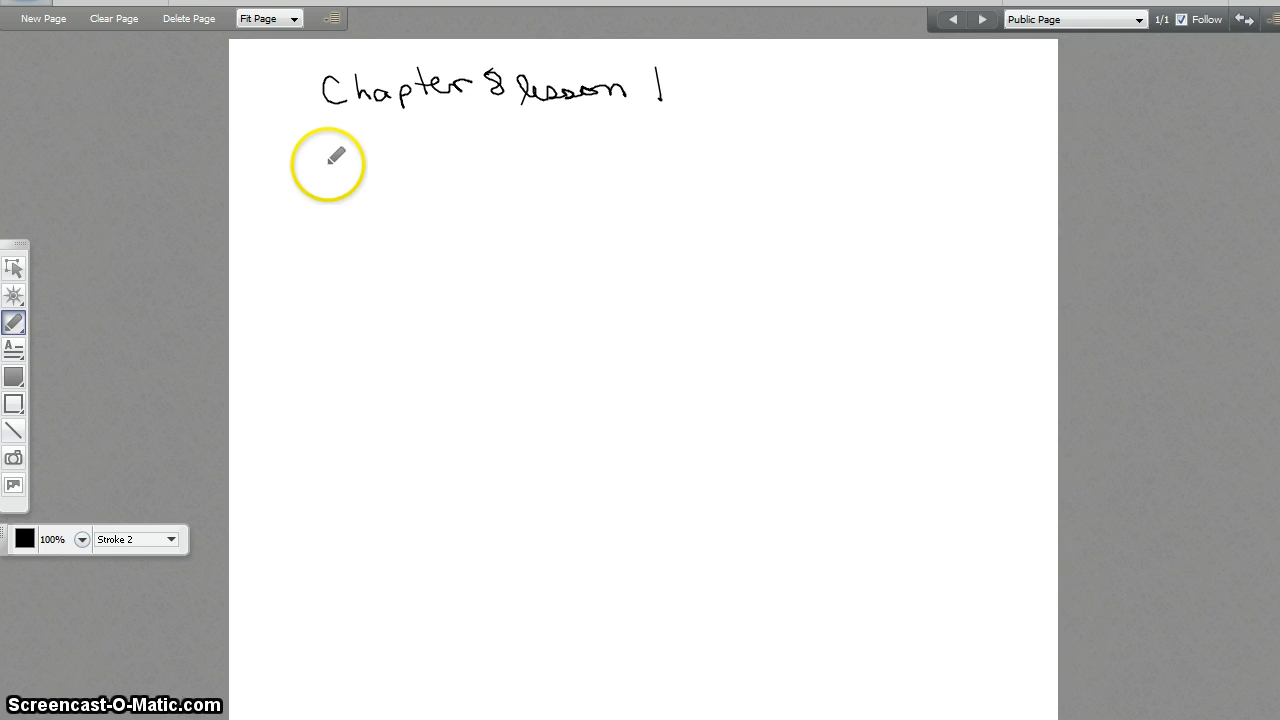 New Page Clear Page Delete Page Fit Page Public Page 1/1 Follow
Chapter 8 lesson 1
A
100% Stroke 2
Screencast-O-Matic.com